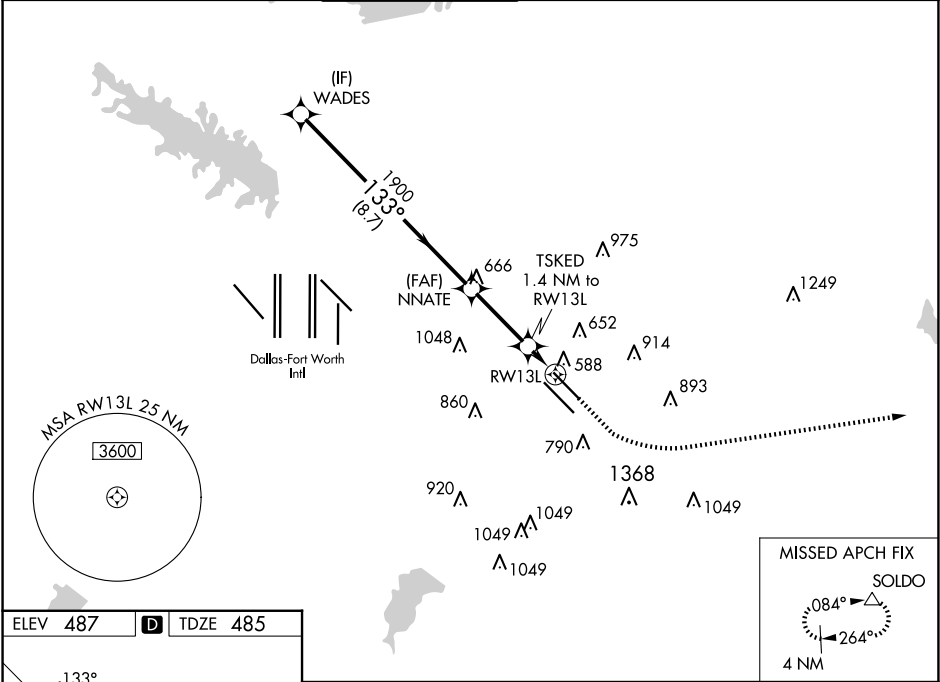 (IF)
WADES
1900
133°
(8.7)
(FAF)
NNATE
666
TSKED
1.4 NM to
RW13L
975
1249
652
1048
914
588
RW13L
893
860
790
Dallas-Fort Worth
Intl
MSA RW13L 25 NM
3600
1368
920
1049
1049
1049
1049
MISSED APCH FIX
SOLDO
084°
264°
4 NM
ELEV 487 D TDZE 485
133°